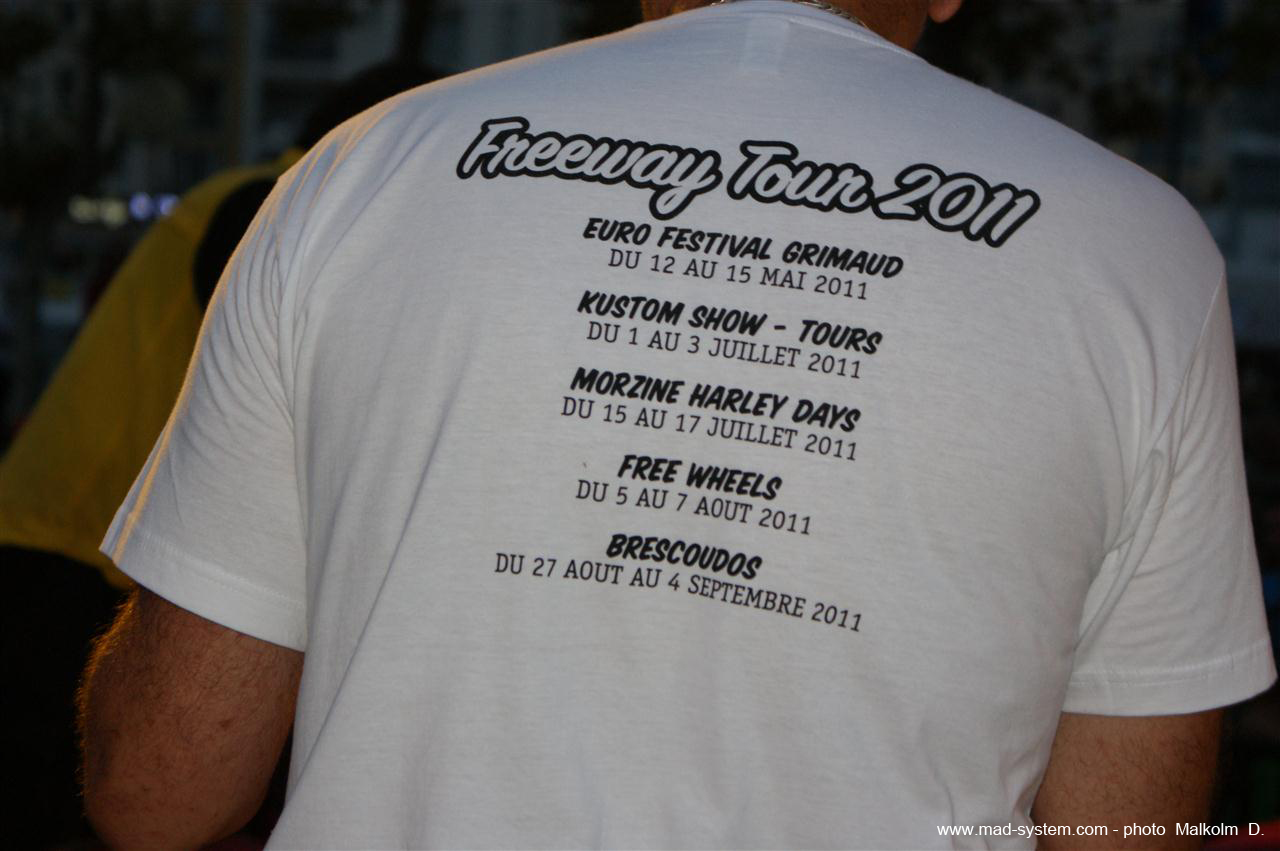 Freeway Tour 2011
EURO FESTIVAL GRIMAUD
DU 12 AU 15 MAI 2011
KUSTOM SHOW - TOURS
DU 1 AU 3 JUILLET 2011
MORZINE HARLEY DAYS
DU 15 AU 17 JUILLET 2011
FREE WHEELS
DU 5 AU 7 AOUT 2011
BRESCOUDOS
DU 27 AOUT AU 4 SEPTEMBRE 2011
www.mad-system.com - photo Malkolm D.